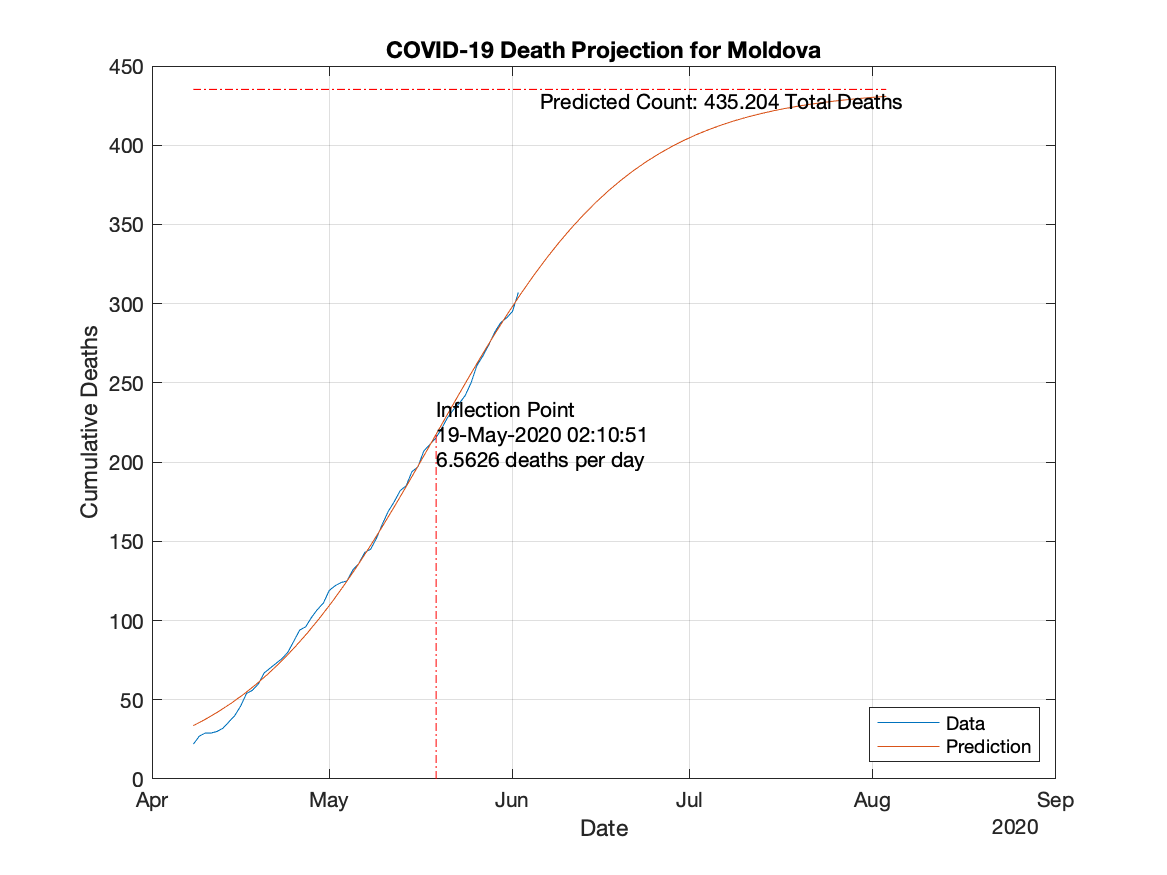 COVID-19 Death Projection for Moldova
450
400
350
300
250
200
150
100
50
0
Cumulative Deaths
Predicted Count: 435.204 Total Deaths
Inflection Point
19-May-2020 02:10:51
6.5626 deaths per day
Data
Prediction
Apr May Jun Jul Aug Sep
Date
2020